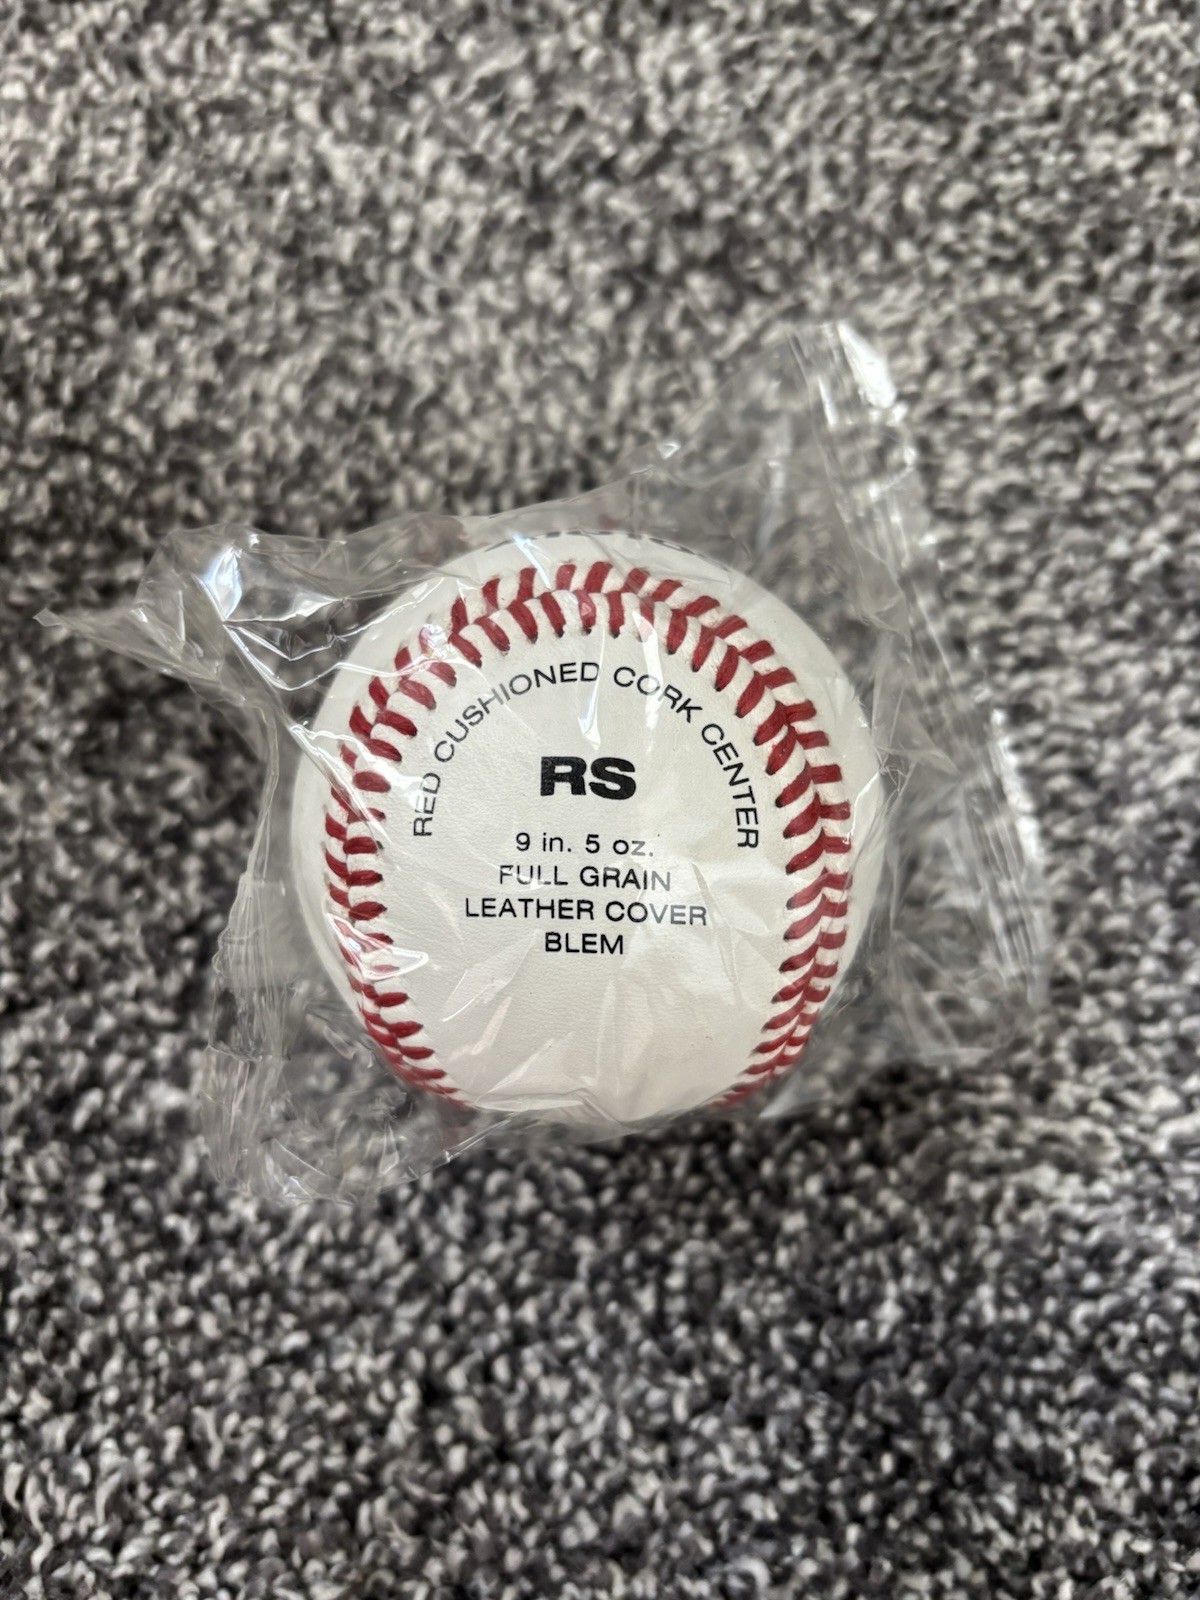 RED CUSHIONED CORK CENTER
RS
9 in. 5 oz.
FULL GRAIN
LEATHER COVER
BLEM